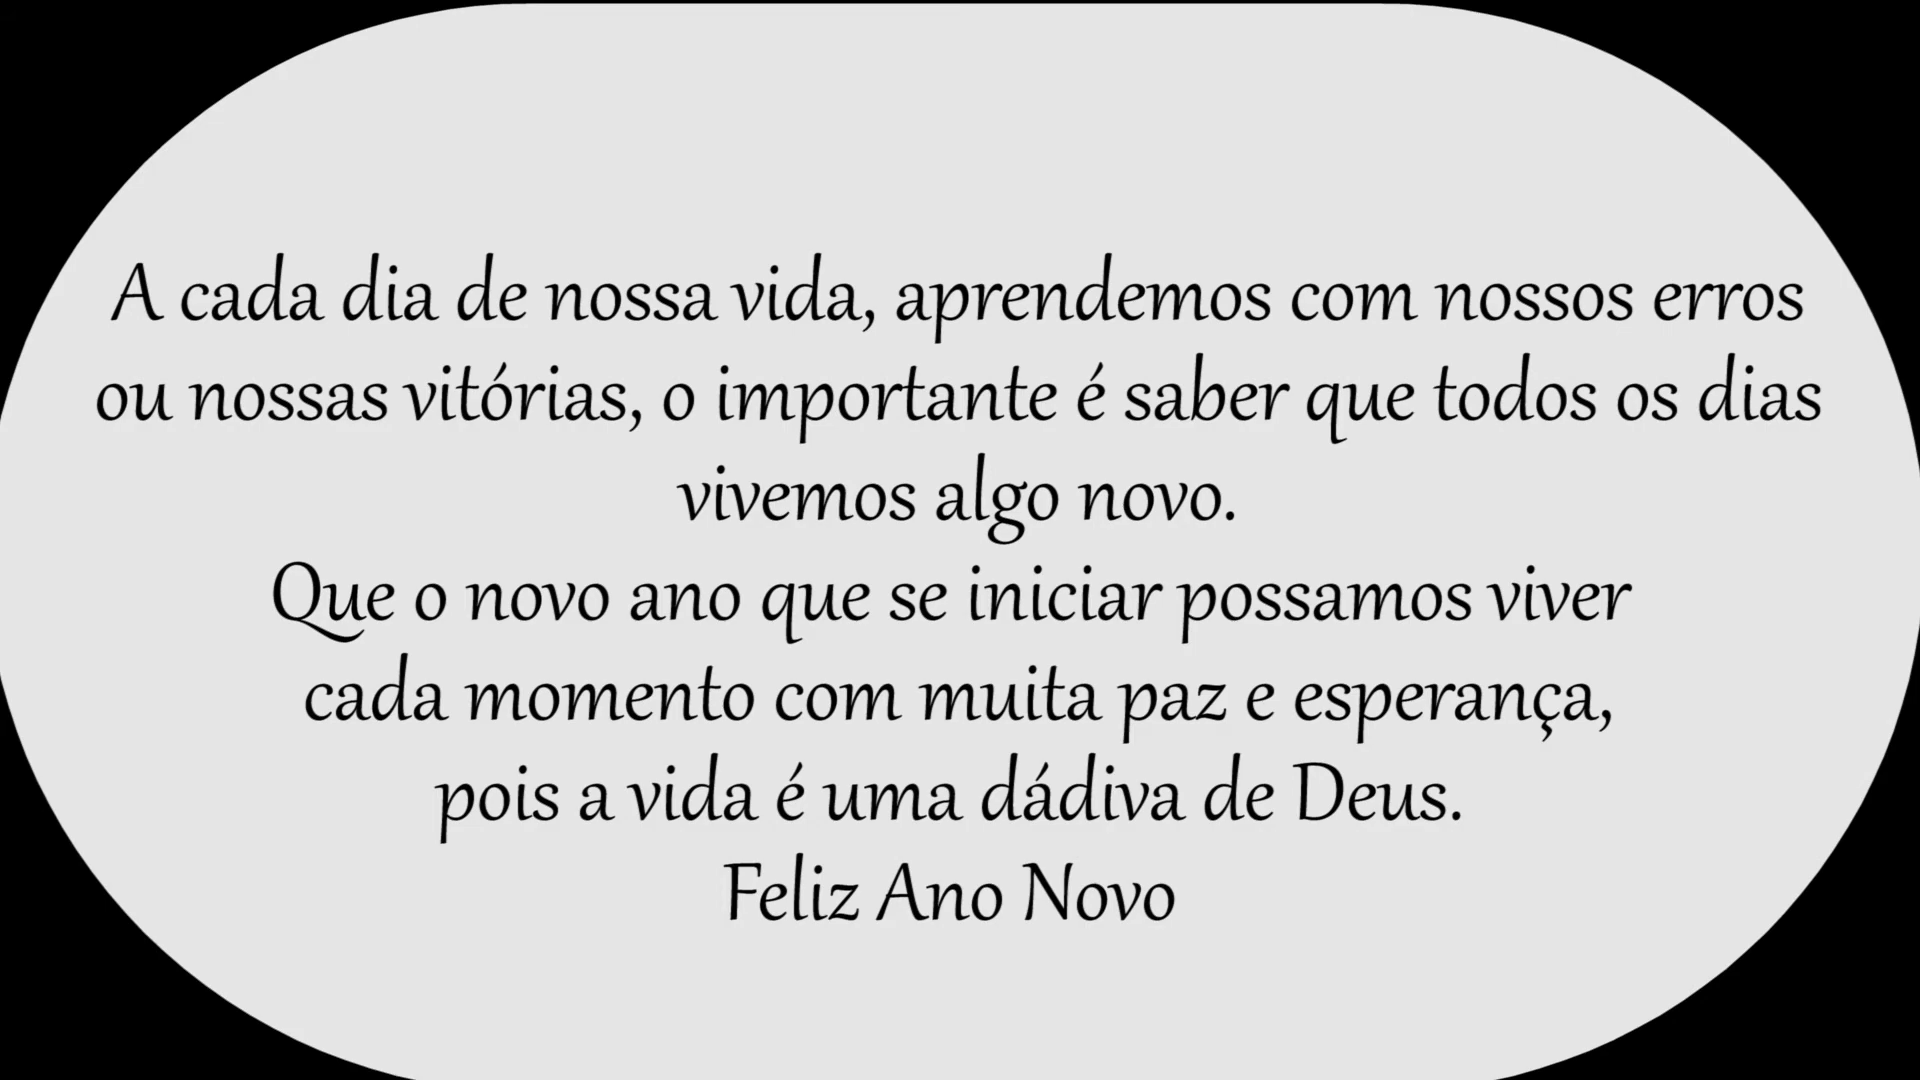 A cada dia de nossa vida, aprendemos com nossos erros
ou nossas vitórias, o importante é saber que todos os dias
vivemos algo novo.
Que o novo ano que se iniciar possamos viver
cada momento com muita paz e esperança,
pois a vida é uma dádiva de Deus.
Feliz Ano Novo